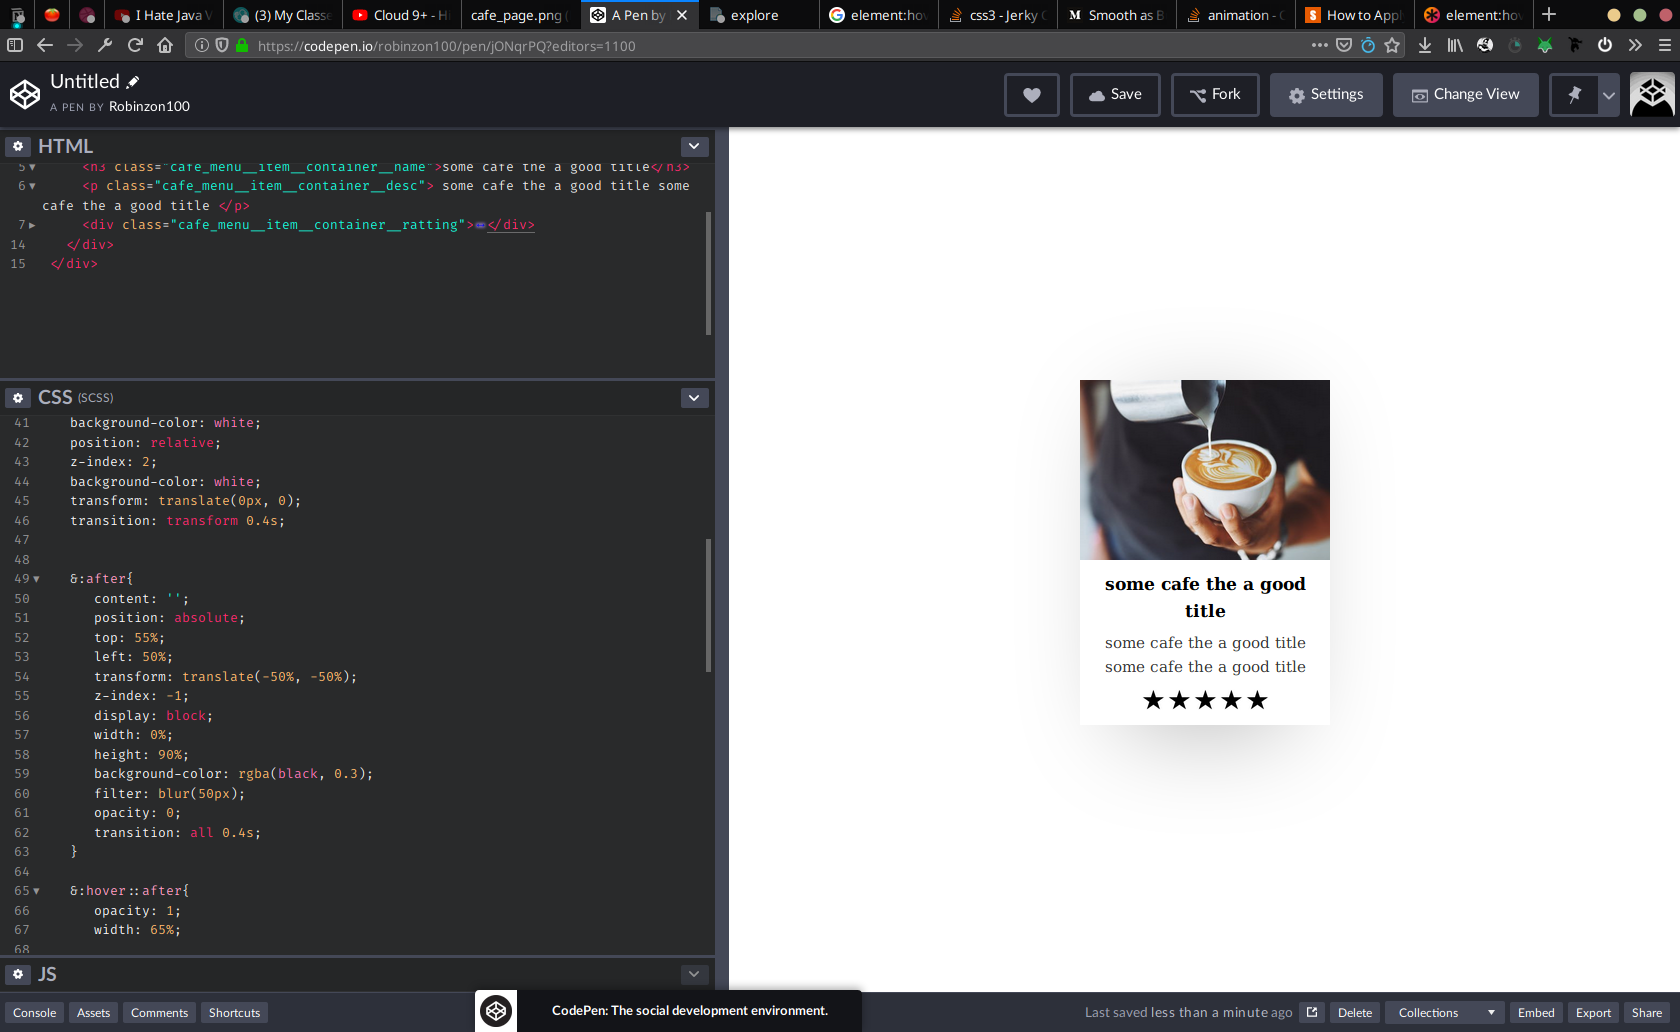 I Hate Java
(3) My Classe
Cloud 9+ - H
cafe_page.png
A Pen by
explore
element:hov
css3 - Jerky
Smooth as B
animation -
How to Appl
element:hov
https://codepen.io/robinzon100/pen/jONqrPQ?editors=1100
Untitled
A PEN BY Robinzon100
Save
Fork
Settings
Change View
HTML
5 <h3 class="cafe_menu__item__container__name">some cafe the a good title</h3>
6 <p class="cafe_menu__item__container__desc"> some cafe the a good title some
cafe the a good title </p>
7 <div class="cafe_menu__item__container__ratting"></div>
14 </div>
15 </div>
CSS (SCSS)
41 background-color: white;
42 position: relative;
43 z-index: 2;
44 background-color: white;
45 transform: translate(0px, 0);
46 transition: transform 0.4s;
47
48
49 &:after{
50 content: '';
51 position: absolute;
52 top: 55%;
53 left: 50%;
54 transform: translate(-50%, -50%);
55 z-index: -1;
56 display: block;
57 width: 0%;
58 height: 90%;
59 background-color: rgba(black, 0.3);
60 filter: blur(50px);
61 opacity: 0;
62 transition: all 0.4s;
63 }
64
65 &:hover::after{
66 opacity: 1;
67 width: 65%;
68
JS
some cafe the a good
title
some cafe the a good title
some cafe the a good title
★★★★★
Console
Assets
Comments
Shortcuts
CodePen: The social development environment.
Last saved less than a minute ago
Delete
Collections
Embed
Export
Share